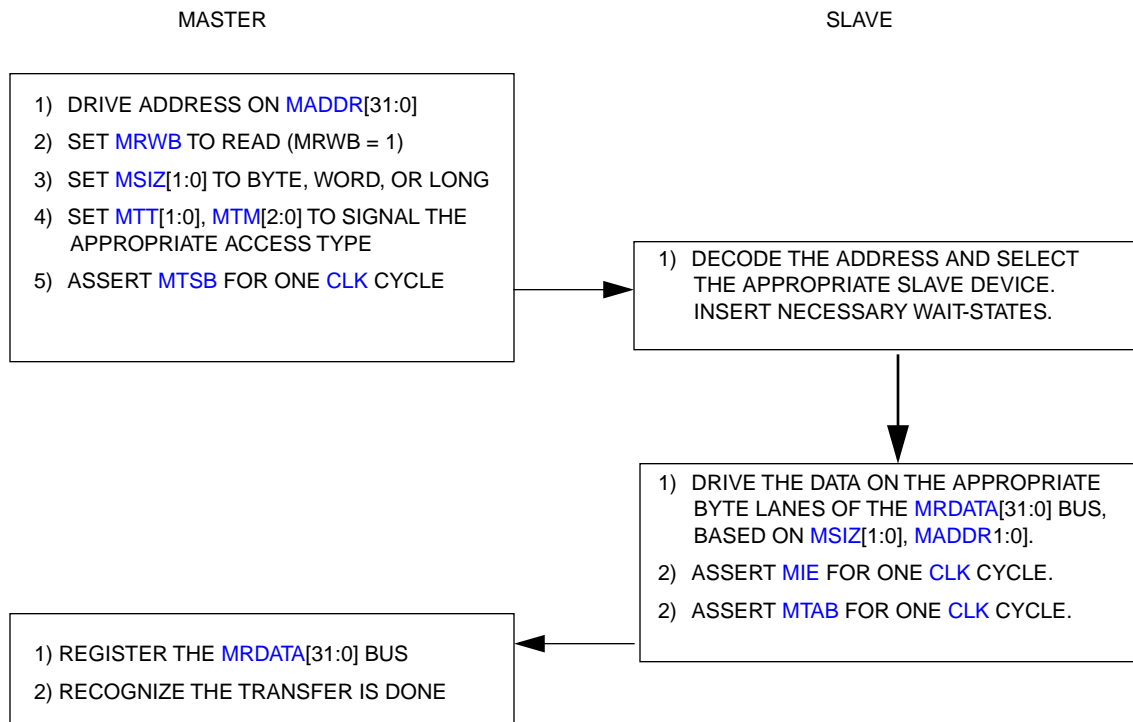 MASTER
SLAVE
1) DRIVE ADDRESS ON MADDR[31:0]
2) SET MRWB TO READ (MRWB = 1)
3) SET MSIZ[1:0] TO BYTE, WORD, OR LONG
4) SET MTT[1:0], MTM[2:0] TO SIGNAL THE
APPROPRIATE ACCESS TYPE
5) ASSERT MTSB FOR ONE CLK CYCLE
1) DECODE THE ADDRESS AND SELECT
THE APPROPRIATE SLAVE DEVICE.
INSERT NECESSARY WAIT-STATES.
1) DRIVE THE DATA ON THE APPROPRIATE
BYTE LANES OF THE MRDATA[31:0] BUS,
BASED ON MSIZ[1:0], MADDR1:0].
2) ASSERT MIE FOR ONE CLK CYCLE.
2) ASSERT MTAB FOR ONE CLK CYCLE.
1) REGISTER THE MRDATA[31:0] BUS
2) RECOGNIZE THE TRANSFER IS DONE